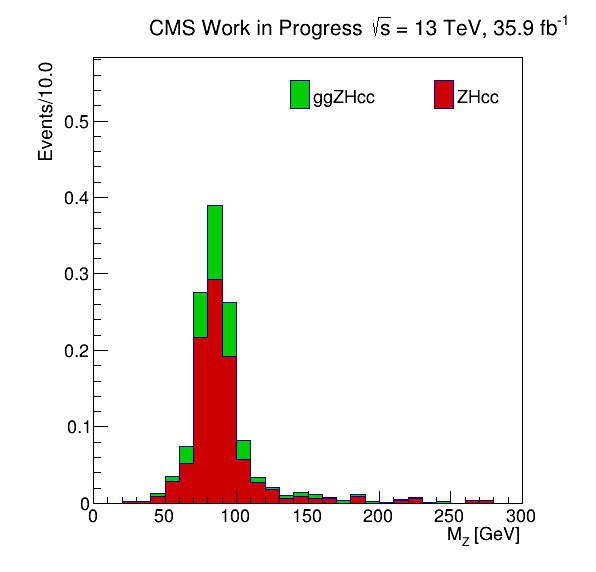 CMS Work in Progress √s = 13 TeV, 35.9 fb⁻¹
Events/10.0
ggZHcc ZHcc
0.5
0.4
0.3
0.2
0.1
0
0 50 100 150 200 250 300
M_Z [GeV]